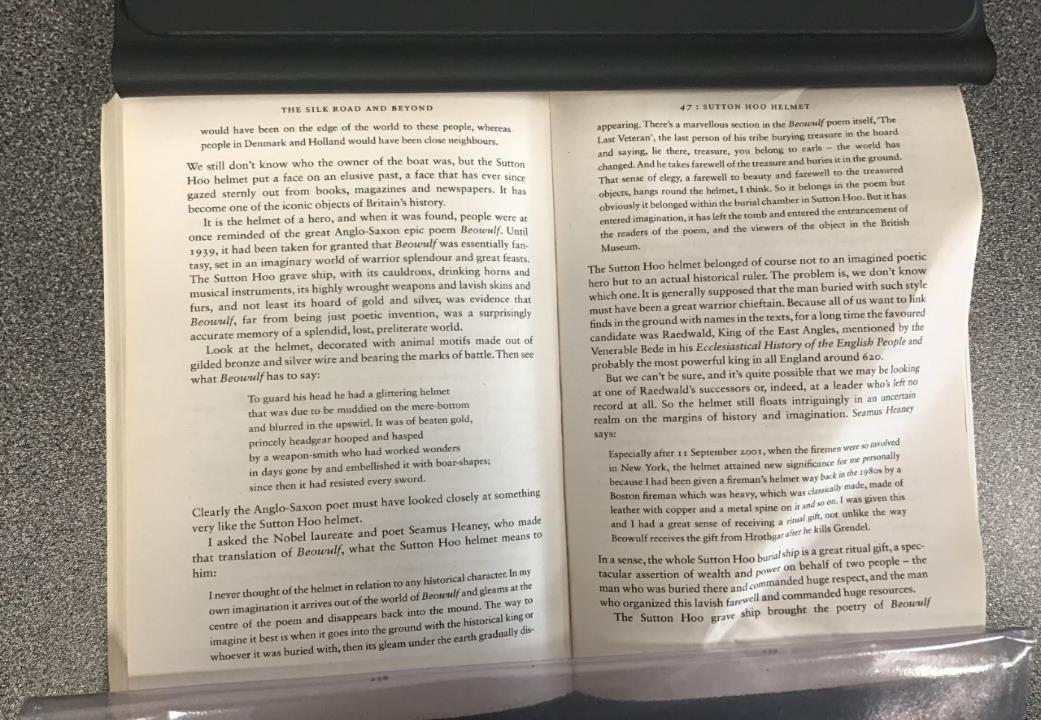 THE SILK ROAD AND BEYOND
would have been on the edge of the world to these people, whereas
people in Denmark and Holland would have been close neighbours.
We still don't know who the owner of the boat was, but the Sutton
Hoo helmet put a face on an elusive past, a face that has ever since
gazed sternly out from books, magazines and newspapers. It has
become one of the iconic objects of Britain's history.
It is the helmet of a hero, and when it was found, people were at
once reminded of the great Anglo-Saxon epic poem Beowulf. Until
1939, it had been taken for granted that Beowulf was essentially fan-
tasy, set in an imaginary world of warrior splendour and great feasts.
The Sutton Hoo grave ship, with its cauldrons, drinking horns and
musical instruments, its highly wrought weapons and lavish skins and
furs, and not least its hoard of gold and silver, was evidence that
Beowulf, far from being just poetic invention, was a surprisingly
accurate memory of a splendid, lost, preliterate world.
Look at the helmet, decorated with animal motifs made out of
gilded bronze and silver wire and bearing the marks of battle. Then see
what Beowulf has to say:
To guard his head he had a glittering helmet
that was due to be muddied on the mere-bottom
and blurred in the upswirl. It was of beaten gold,
princely headgear hooped and hasped
by a weapon-smith who had worked wonders
in days gone by and embellished it with boar-shapes;
since then it had resisted every sword.
Clearly the Anglo-Saxon poet must have looked closely at something
very like the Sutton Hoo helmet.
I asked the Nobel laureate and poet Seamus Heaney, who made
that translation of Beowulf, what the Sutton Hoo helmet means to
him:
I never thought of the helmet in relation to any historical character. In my
own imagination it arrives out of the world of Beowulf and gleams at the
centre of the poem and disappears back into the mound. The way to
imagine it best is when it goes into the ground with the historical king or
whoever it was buried with, then its gleam under the earth gradually dis-
47 : SUTTON HOO HELMET
appearing. There's a marvellous section in the Beowulf poem itself, 'The
Last Veteran', the last person of his tribe burying treasure in the hoard
and saying, lie there, treasure, you belong to earls – the world has
changed. And he takes farewell of the treasure and buries it in the ground.
That sense of elegy, a farewell to beauty and farewell to the treasured
objects, hangs round the helmet, I think. So it belongs in the poem but
obviously it belonged within the burial chamber in Sutton Hoo. But it has
entered imagination, it has left the tomb and entered the entrancement of
the readers of the poem, and the viewers of the object in the British
Museum.
The Sutton Hoo helmet belonged of course not to an imagined poetic
hero but to an actual historical ruler. The problem is, we don't know
which one. It is generally supposed that the man buried with such style
must have been a great warrior chieftain. Because all of us want to link
finds in the ground with names in the texts, for a long time the favoured
candidate was Raedwald, King of the East Angles, mentioned by the
Venerable Bede in his Ecclesiastical History of the English People and
probably the most powerful king in all England around 620.
But we can't be sure, and it's quite possible that we may be looking
at one of Raedwald's successors or, indeed, at a leader who's left no
record at all. So the helmet still floats intriguingly in an uncertain
realm on the margins of history and imagination. Seamus Heaney
says:
Especially after 11 September 2001, when the firemen were so involved
in New York, the helmet attained new significance for me personally
because I had been given a fireman's helmet way back in the 1980s by a
Boston fireman which was heavy, which was classically made, made of
leather with copper and a metal spine on it and so on. I was given this
and I had a great sense of receiving a ritual gift, not unlike the way
Beowulf receives the gift from Hrothgar after he kills Grendel.
In a sense, the whole Sutton Hoo burial ship is a great ritual gift, a spec-
tacular assertion of wealth and power on behalf of two people – the
man who was buried there and commanded huge respect, and the man
who organized this lavish farewell and commanded huge resources.
The Sutton Hoo grave ship brought the poetry of Beowulf